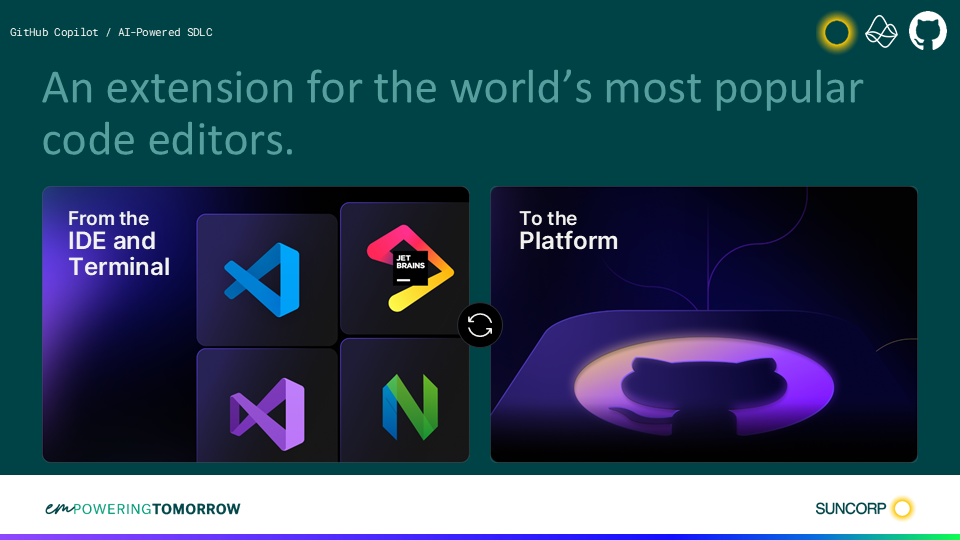 GitHub Copilot / AI-Powered SDLC
An extension for the world’s most popular
code editors.
From the
IDE and
Terminal
JET
BRAINS
To the
Platform
emPOWERINGTOMORROW
SUNCORP